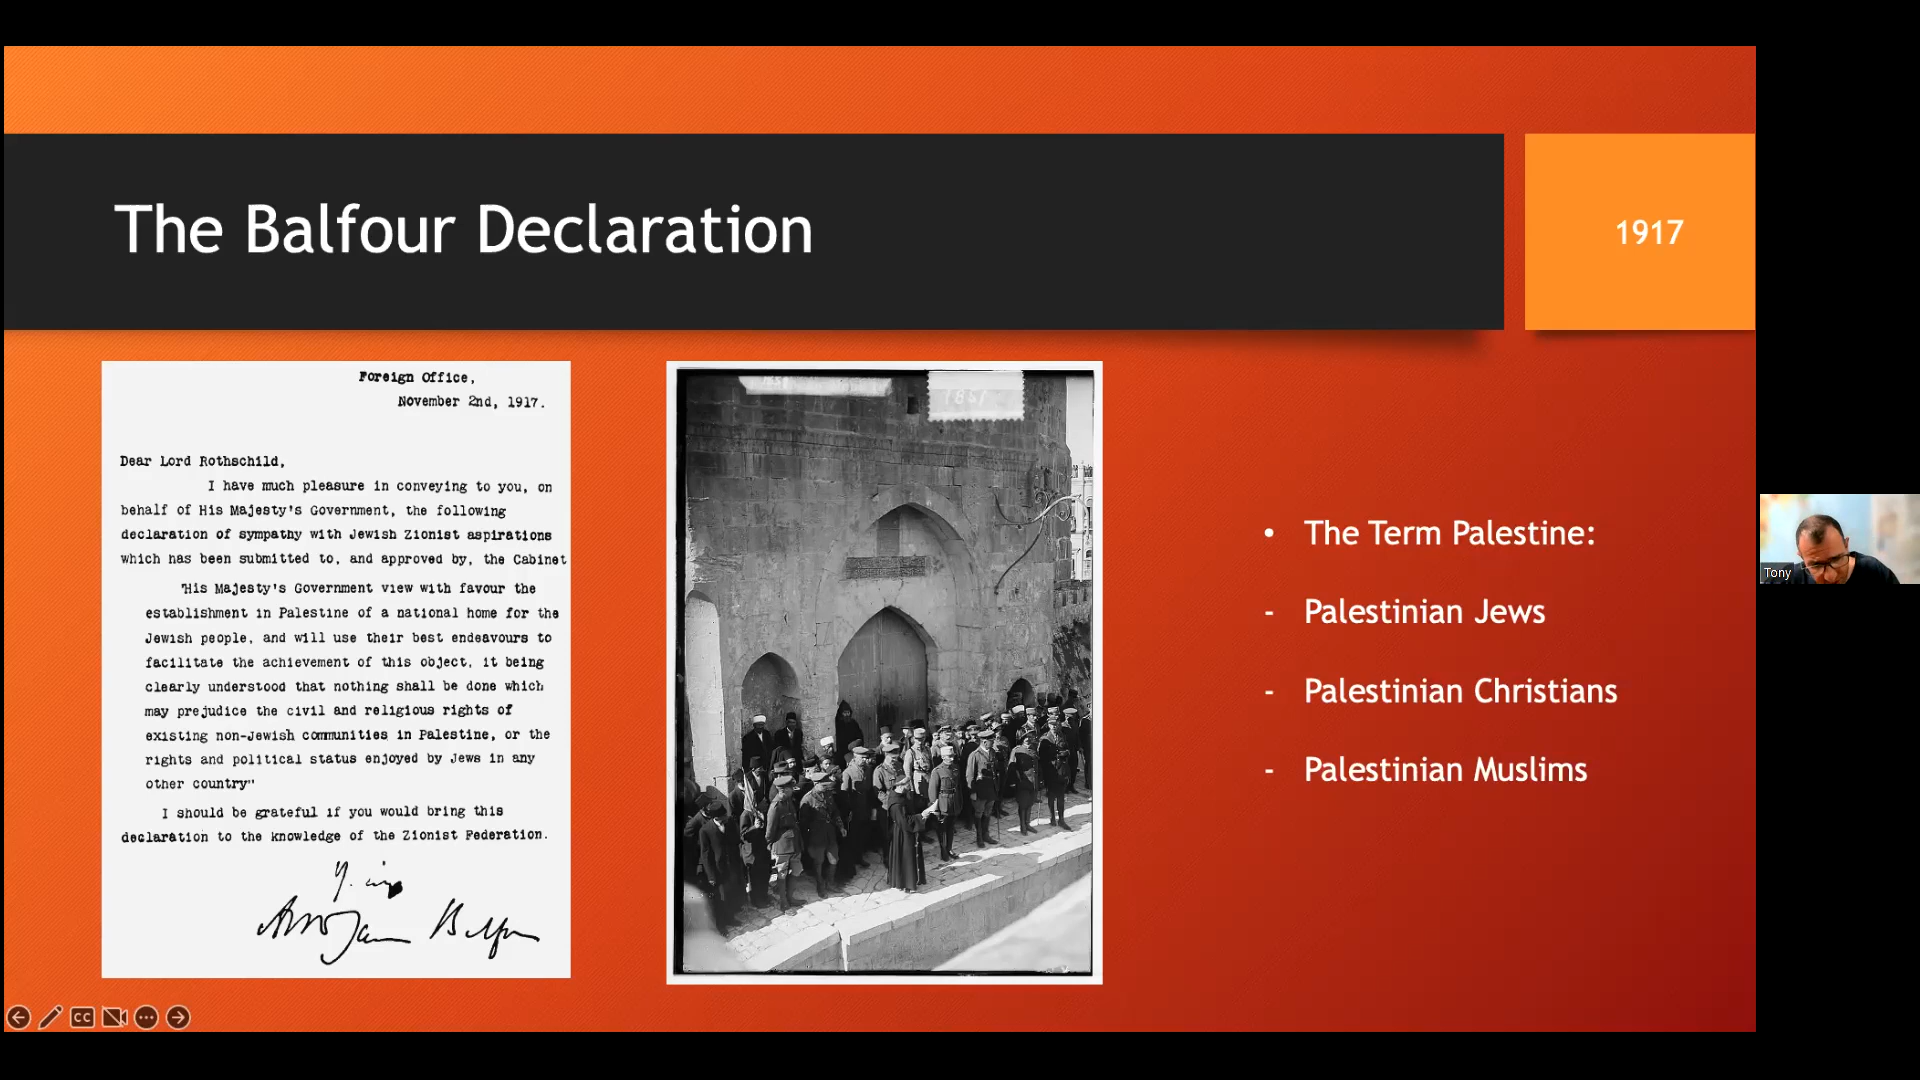 The Balfour Declaration
1917
Foreign Office,
November 2nd, 1917.
Dear Lord Rothschild,
I have much pleasure in conveying to you, on
behalf of His Majesty's Government, the following
declaration of sympathy with Jewish Zionist aspirations
which has been submitted to, and approved by, the Cabinet
"His Majesty's Government view with favour the
establishment in Palestine of a national home for the
Jewish people, and will use their best endeavours to
facilitate the achievement of this object, it being
clearly understood that nothing shall be done which
may prejudice the civil and religious rights of
existing non-Jewish communities in Palestine, or the
rights and political status enjoyed by Jews in any
other country"
I should be grateful if you would bring this
declaration to the knowledge of the Zionist Federation.
• The Term Palestine:
- Palestinian Jews
- Palestinian Christians
- Palestinian Muslims
Tony
CC